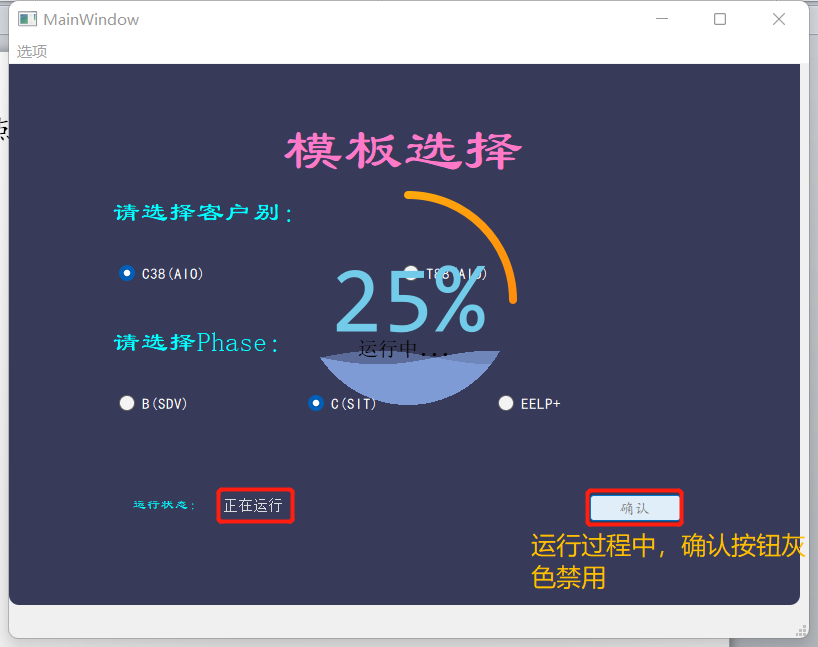 MainWindow
选项
模板选择
请选择客户别：
C38(AIO)
T88(AIO)
25%
请选择Phase：
运行中...
B(SDV)
C(SIT)
EELP+
运行状态：
正在运行
确认
运行过程中，确认按钮灰
色禁用